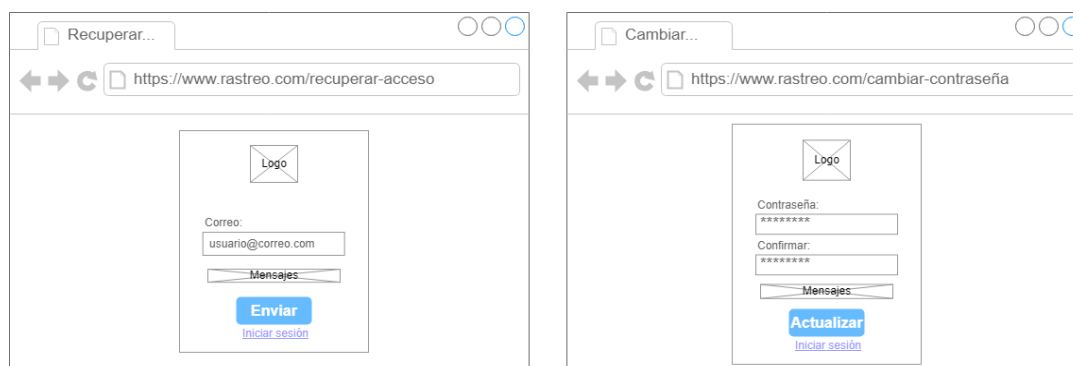 Recuperar...
https://www.rastreo.com/recuperar-acceso
Logo
Correo:
usuario@correo.com
Mensajes
Enviar
Iniciar sesión
Cambiar...
https://www.rastreo.com/cambiar-contraseña
Logo
Contraseña:
********
Confirmar:
********
Mensajes
Actualizar
Iniciar sesión